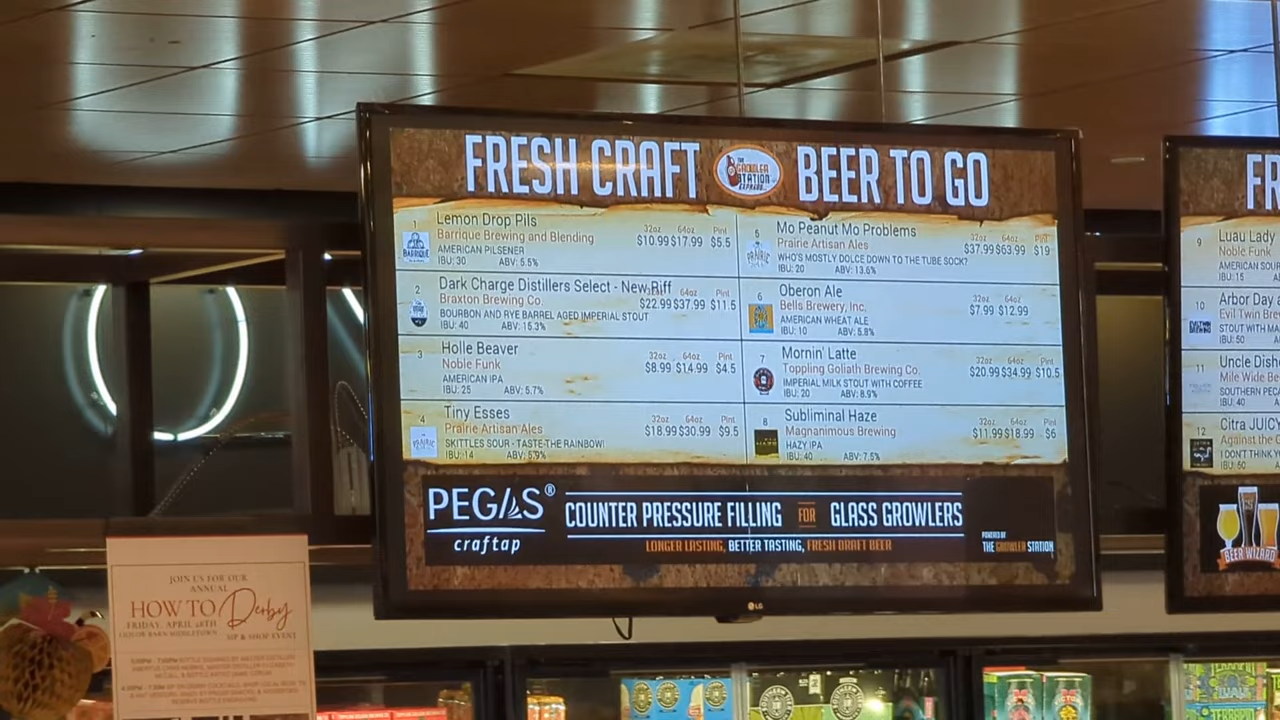 FRESH CRAFT THE GROWLER STATION EXPRESS BEER TO GO
1 Lemon Drop Pils
Barrique Brewing and Blending
AMERICAN PILSENER
IBU: 30 ABV: 5.5%
32oz 64oz Pint
$10.99 $17.99 $5.5
BARRIQUE
2 Dark Charge Distillers Select - New Riff
Braxton Brewing Co.
BOURBON AND RYE BARREL AGED IMPERIAL STOUT
IBU: 40 ABV: 15.3%
$22.99 $37.99 $11.5
3 Holle Beaver
Noble Funk
AMERICAN IPA
IBU: 25 ABV: 5.7%
32oz 64oz Pint
$8.99 $14.99 $4.5
4 Tiny Esses
Prairie Artisan Ales
SKITTLES SOUR - TASTE THE RAINBOW!
IBU: 14 ABV: 5.9%
32oz 64oz Pint
$18.99 $30.99 $9.5
5 Mo Peanut Mo Problems
Prairie Artisan Ales
WHO'S MOSTLY DOLCE DOWN TO THE TUBE SOCK?
IBU: 20 ABV: 13.6%
32oz 64oz Pint
$37.99 $63.99 $19
PRAIRIE
6 Oberon Ale
Bells Brewery, Inc.
AMERICAN WHEAT ALE
IBU: 10 ABV: 5.8%
32oz 64oz
$7.99 $12.99
7 Mornin' Latte
Toppling Goliath Brewing Co.
IMPERIAL MILK STOUT WITH COFFEE
IBU: 20 ABV: 8.9%
32oz 64oz Pint
$20.99 $34.99 $10.5
8 Subliminal Haze
Magnanimous Brewing
HAZY IPA
IBU: 40 ABV: 7.5%
32oz 64oz Pint
$11.99 $18.99 $6
PEGAS®
craftap
COUNTER PRESSURE FILLING FOR GLASS GROWLERS
LONGER LASTING, BETTER TASTING, FRESH DRAFT BEER
POWERED BY
THE GROWLER STATION
LG
FR
9 Luau Lady
Noble Funk
AMERICAN SOUR
IBU: 15
10 Arbor Day
Evil Twin Bre
STOUT WITH MA
IBU: 50
11 Uncle Dish
Mile Wide Be
SOUTHERN PEC
IBU: 40
12 Citra JUICY
Against the
I DON'T THINK Y
IBU: 60
BEER WIZARD
JOIN US FOR OUR
ANNUAL
HOW TO Derby
FRIDAY, APRIL 28TH
LIQUOR BARN MIDDLETOWN
SIP & SHOP EVENT